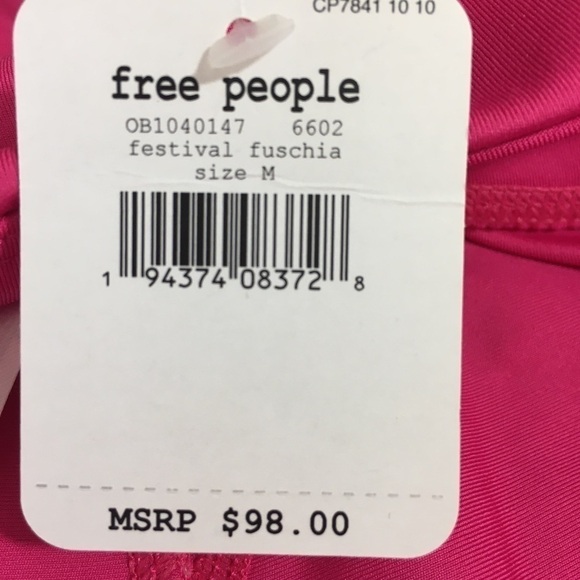 CP7841 10 10
free people
OB1040147 6602
festival fuschia
size M
1 94374 08372 8
MSRP $98.00